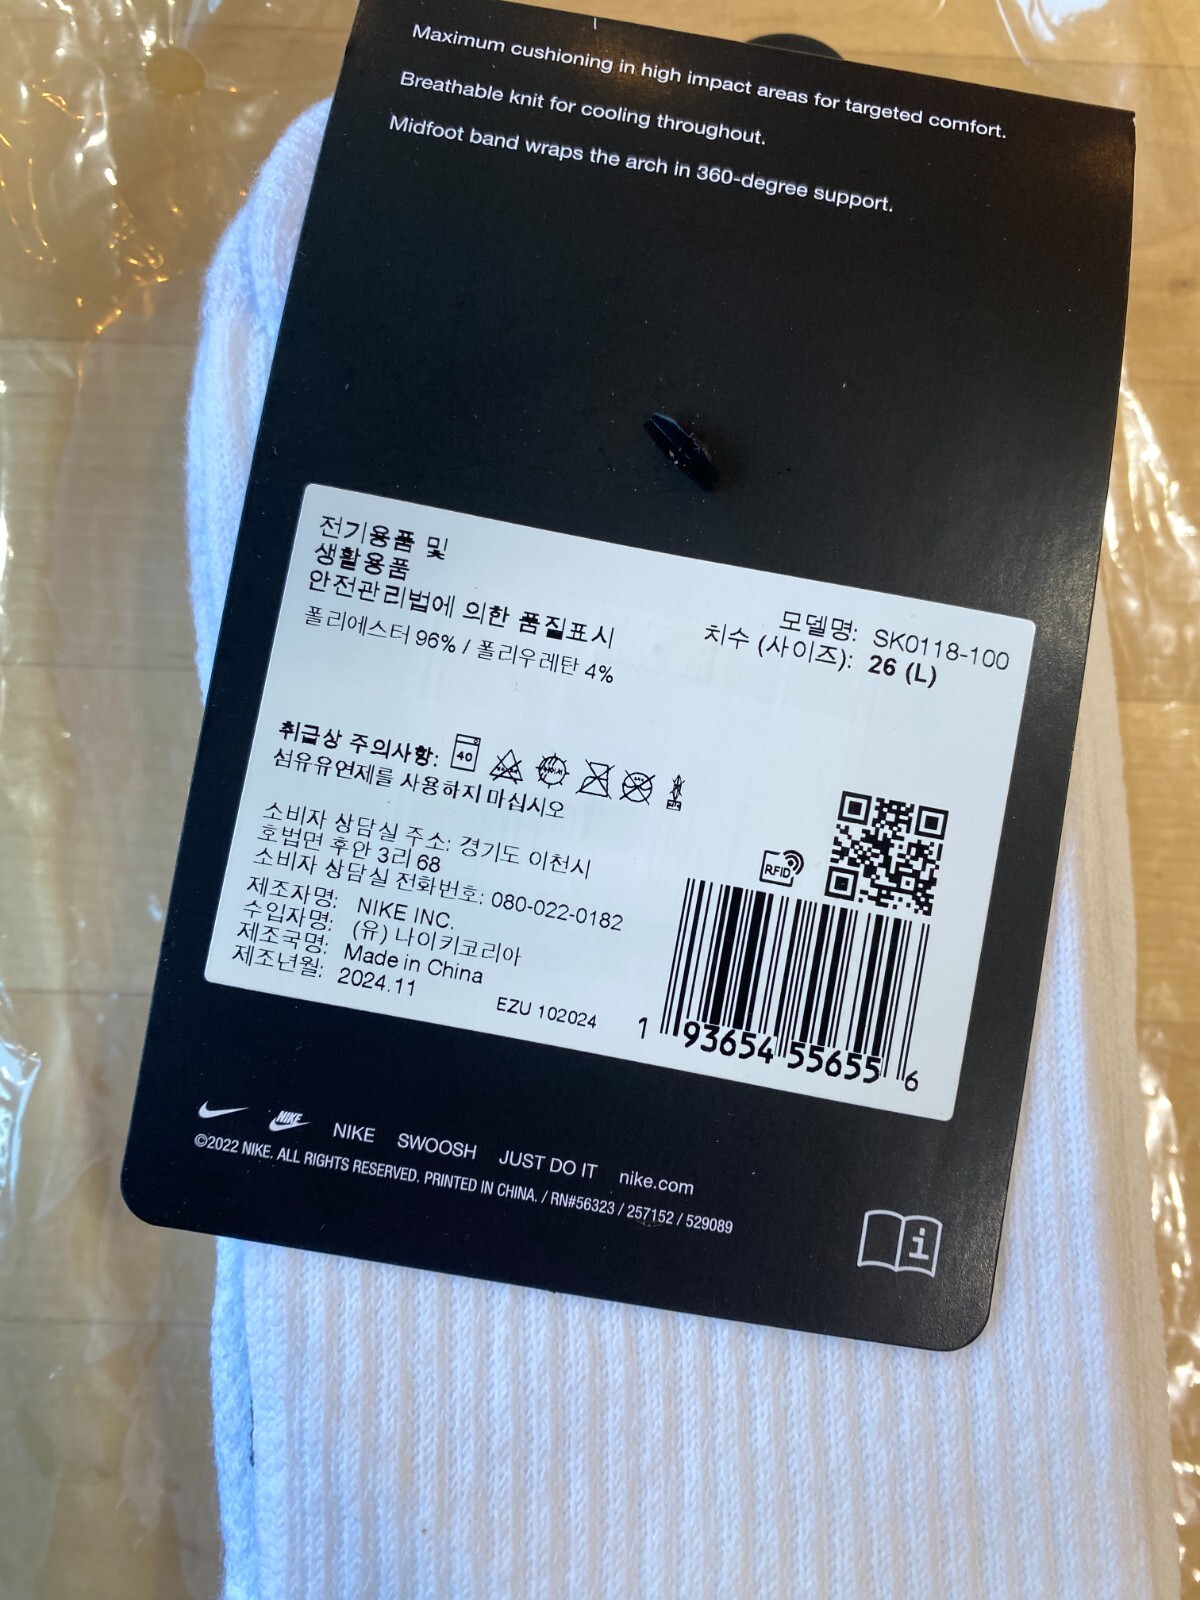 Maximum cushioning in high impact areas for targeted comfort.
Breathable knit for cooling throughout.
Midfoot band wraps the arch in 360-degree support.
전기용품 및
생활용품
안전관리법에 의한 품질표시
폴리에스터 96% / 폴리우레탄 4%
모델명: SK0118-100
치수 (사이즈): 26 (L)
취급상 주의사항: 40
섬유유연제를 사용하지 마십시오
소비자 상담실 주소: 경기도 이천시
호법면 후안 3리 68
소비자 상담실 전화번호: 080-022-0182
제조자명: NIKE INC.
수입자명: (유) 나이키코리아
제조국명: Made in China
제조년월: 2024.11
EZU 102024
RFID
1 93654 55655 6
NIKE
NIKE SWOOSH JUST DO IT nike.com
©2022 NIKE. ALL RIGHTS RESERVED. PRINTED IN CHINA. / RN#56323 / 257152 / 529089
i